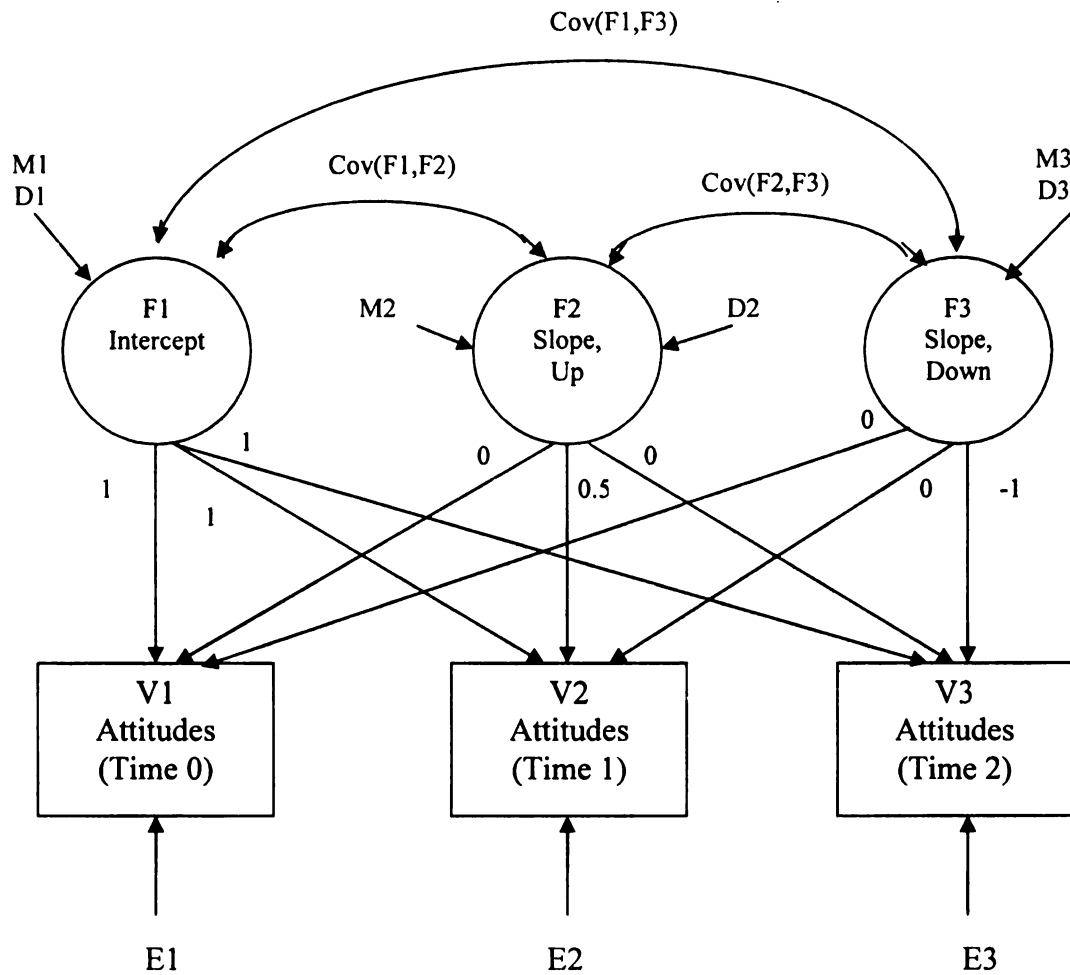 Cov(F1,F3)
M1
D1
Cov(F1,F2)
Cov(F2,F3)
M3
D3
F1
Intercept
M2
F2
Slope,
Up
D2
F3
Slope,
Down
1
1
1
0
0.5
0
0
0
-1
V1
Attitudes
(Time 0)
V2
Attitudes
(Time 1)
V3
Attitudes
(Time 2)
E1
E2
E3